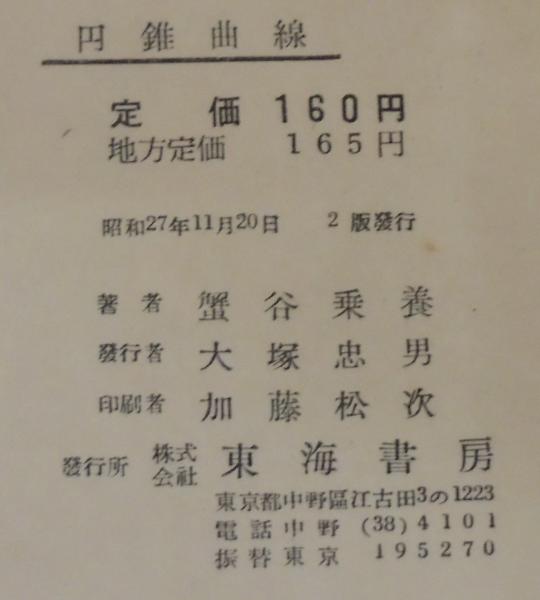 円錐曲線
定価 160円
地方定価 165円
昭和27年11月20日 2版發行
著者 蟹谷乗養
發行者 大塚忠男
印刷者 加藤松次
發行所 株式会社 東海書房
東京都中野區江古田3の1223
電話中野 (38) 4101
振替東京 195270